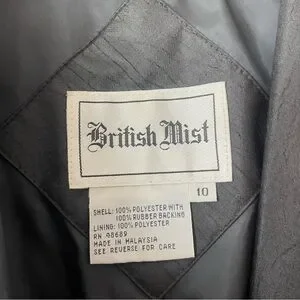 British Mist
10
SHELL: 100% POLYESTER WITH
100% RUBBER BACKING
LINING: 100% POLYESTER
RN 98689
MADE IN MALAYSIA
SEE REVERSE FOR CARE